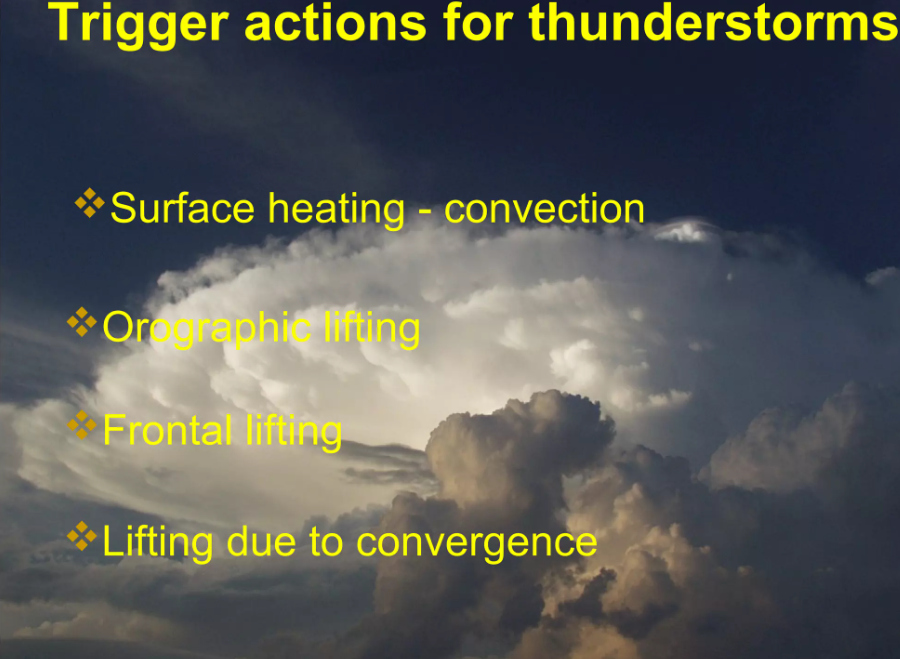 Trigger actions for thunderstorms
❖Surface heating - convection
❖Orographic lifting
❖Frontal lifting
❖Lifting due to convergence